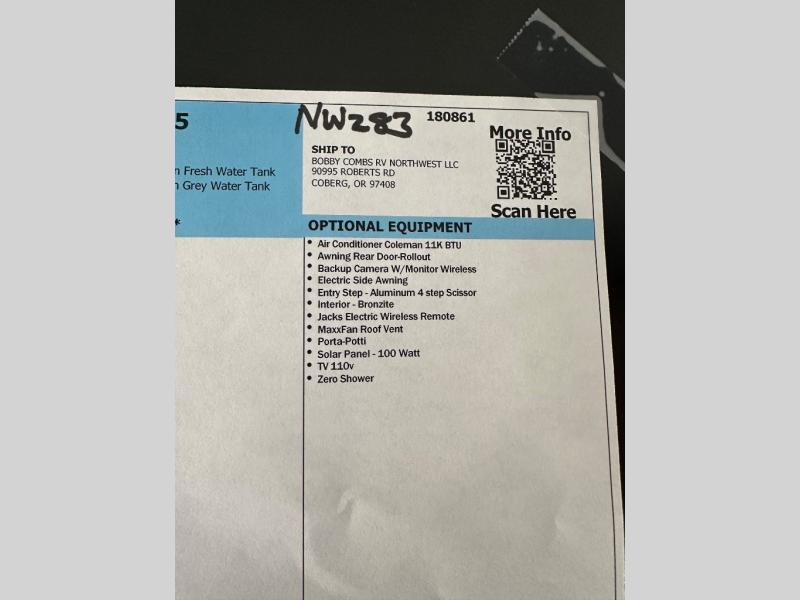 5
NW283
180861
More Info
SHIP TO
BOBBY COMBS RV NORTHWEST LLC
90995 ROBERTS RD
COBERG, OR 97408
Scan Here
Fresh Water Tank
Grey Water Tank
*
OPTIONAL EQUIPMENT
• Air Conditioner Coleman 11K BTU
• Awning Rear Door-Rollout
• Backup Camera W/Monitor Wireless
• Electric Side Awning
• Entry Step - Aluminum 4 step Scissor
• Interior - Bronzite
• Jacks Electric Wireless Remote
• MaxxFan Roof Vent
• Porta-Potti
• Solar Panel - 100 Watt
• TV 110v
• Zero Shower